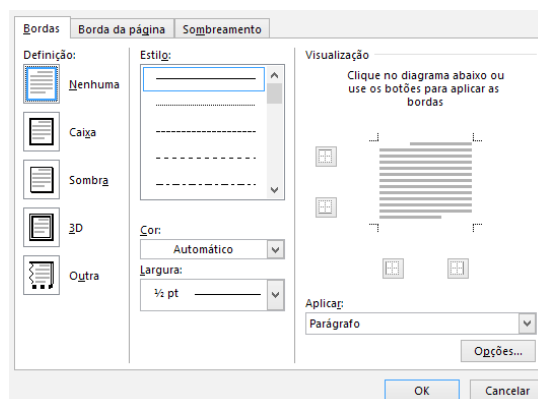 Bordas Borda da página Sombreamento
Definição:
Nenhuma
Caixa
Sombra
3D
Outra
Estilo:
Cor:
Automático
Largura:
½ pt
Visualização
Clique no diagrama abaixo ou
use os botões para aplicar as
bordas
Aplicar:
Parágrafo
Opções...
OK Cancelar